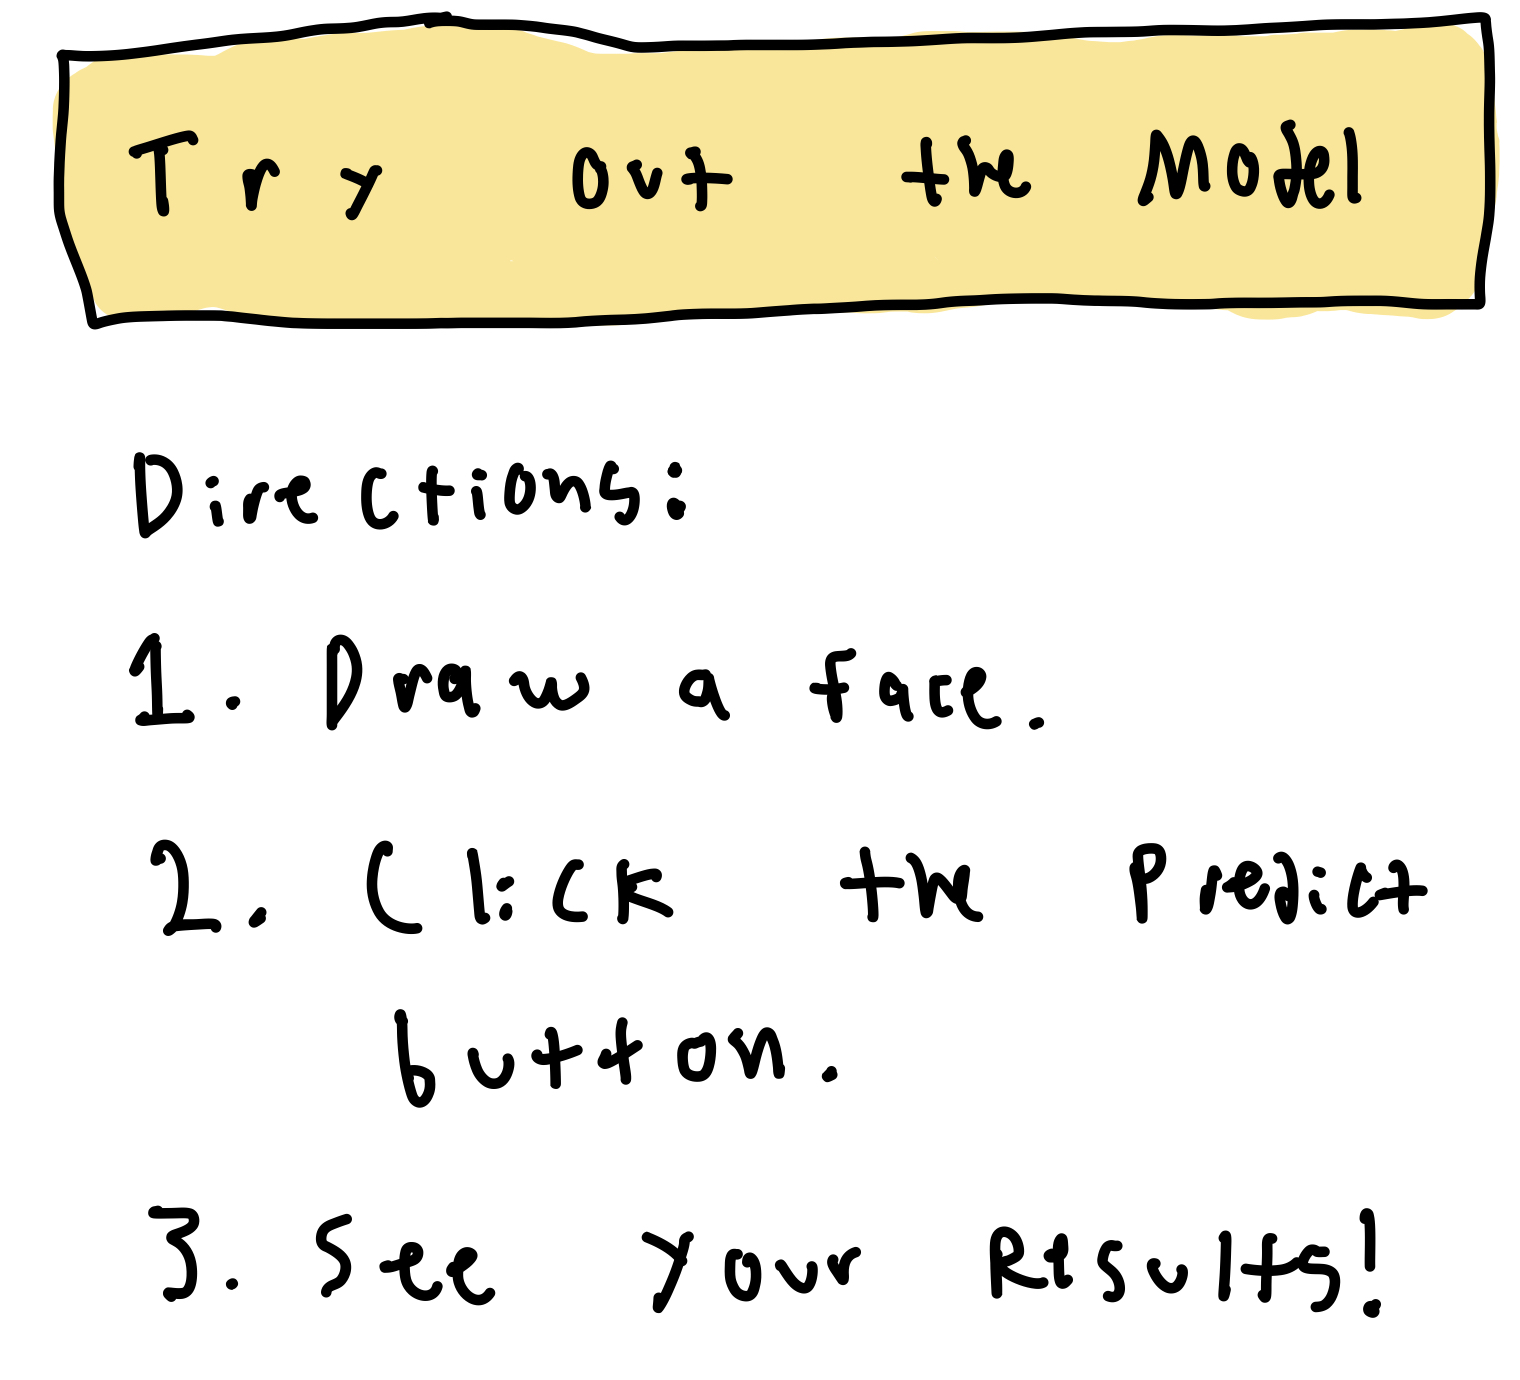 Try out the Model
Directions:
1. Draw a face.
2. Click the Predict
button.
3. See your Results!